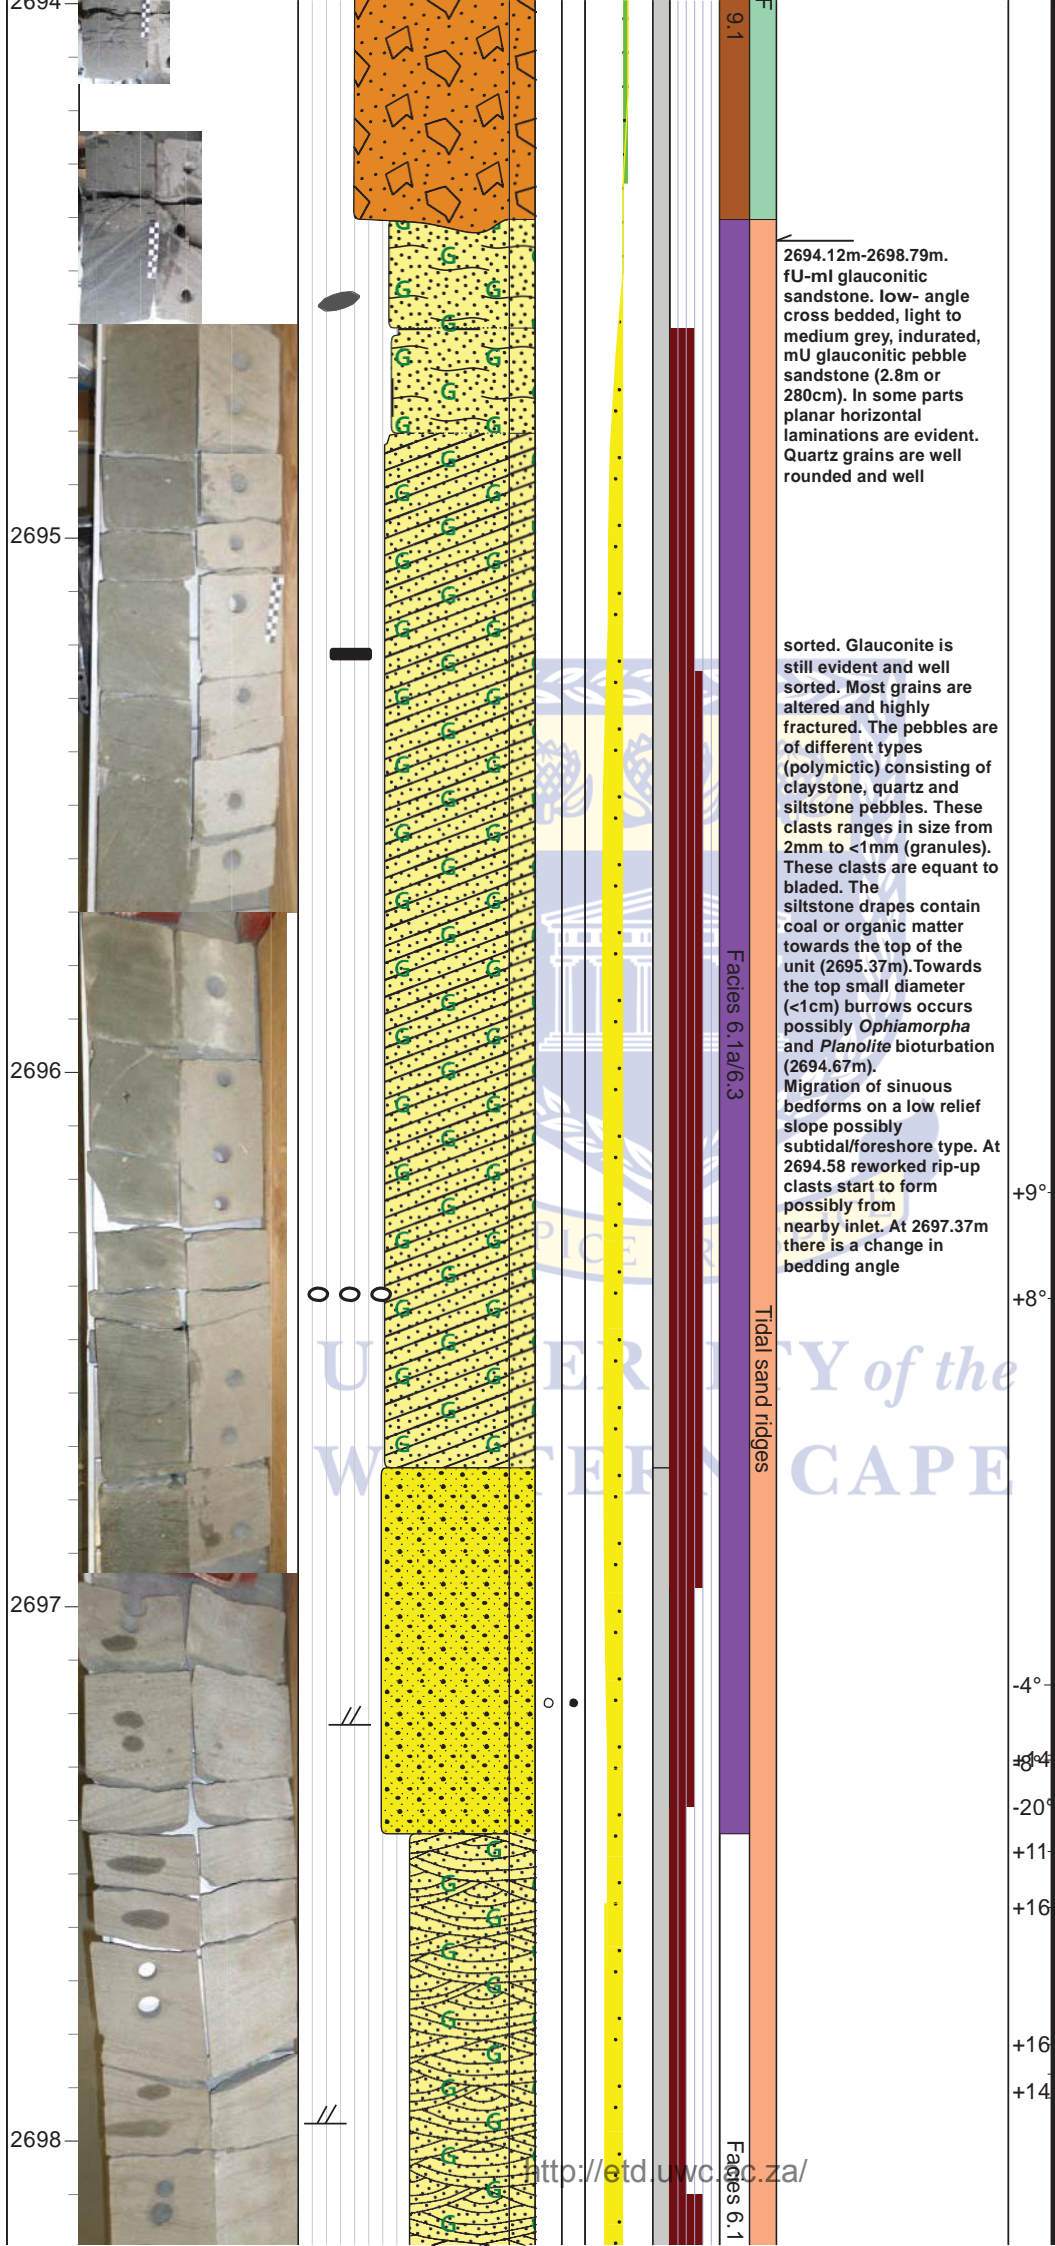 2694
2695
2696
2697
2698
9.1
F
Facies 6.1a/6.3
Facies 6.1
Tidal sand ridges
2694.12m-2698.79m.
fU-ml glauconitic
sandstone. low- angle
cross bedded, light to
medium grey, indurated,
mU glauconitic pebble
sandstone (2.8m or
280cm). In some parts
planar horizontal
laminations are evident.
Quartz grains are well
rounded and well
sorted. Glauconite is
still evident and well
sorted. Most grains are
altered and highly
fractured. The pebbles are
of different types
(polymictic) consisting of
claystone, quartz and
siltstone pebbles. These
clasts ranges in size from
2mm to <1mm (granules).
These clasts are equant to
bladed. The
siltstone drapes contain
coal or organic matter
towards the top of the
unit (2695.37m).Towards
the top small diameter
(<1cm) burrows occurs
possibly Ophiamorpha
and Planolite bioturbation
(2694.67m).
Migration of sinuous
bedforms on a low relief
slope possibly
subtidal/foreshore type. At
2694.58 reworked rip-up
clasts start to form
possibly from
nearby inlet. At 2697.37m
there is a change in
bedding angle
+9°
+8°
-4°
-20°
+11
+16
+16
+14
of the
CAPE
http://etd.uwc.ac.za/